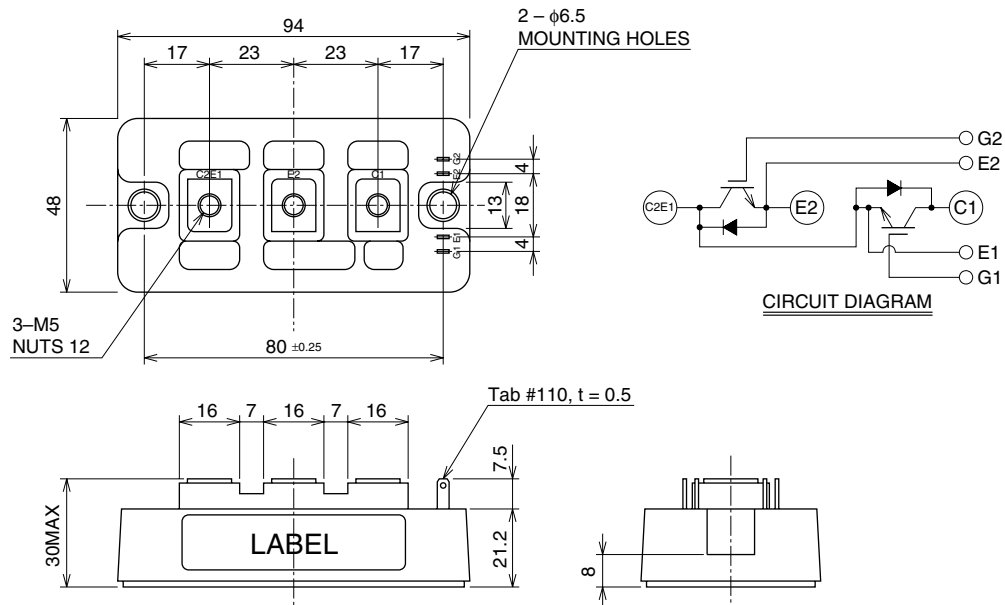 94
2 – ϕ6.5
MOUNTING HOLES
17
23
23
17
48
C2E1
E2
C1
G2
E2
E1
G1
4
18
4
13
3–M5
NUTS 12
80 ±0.25
G2
E2
C2E1
E2
C1
E1
G1
CIRCUIT DIAGRAM
16
7
16
7
16
Tab #110, t = 0.5
7.5
30MAX
LABEL
21.2
8